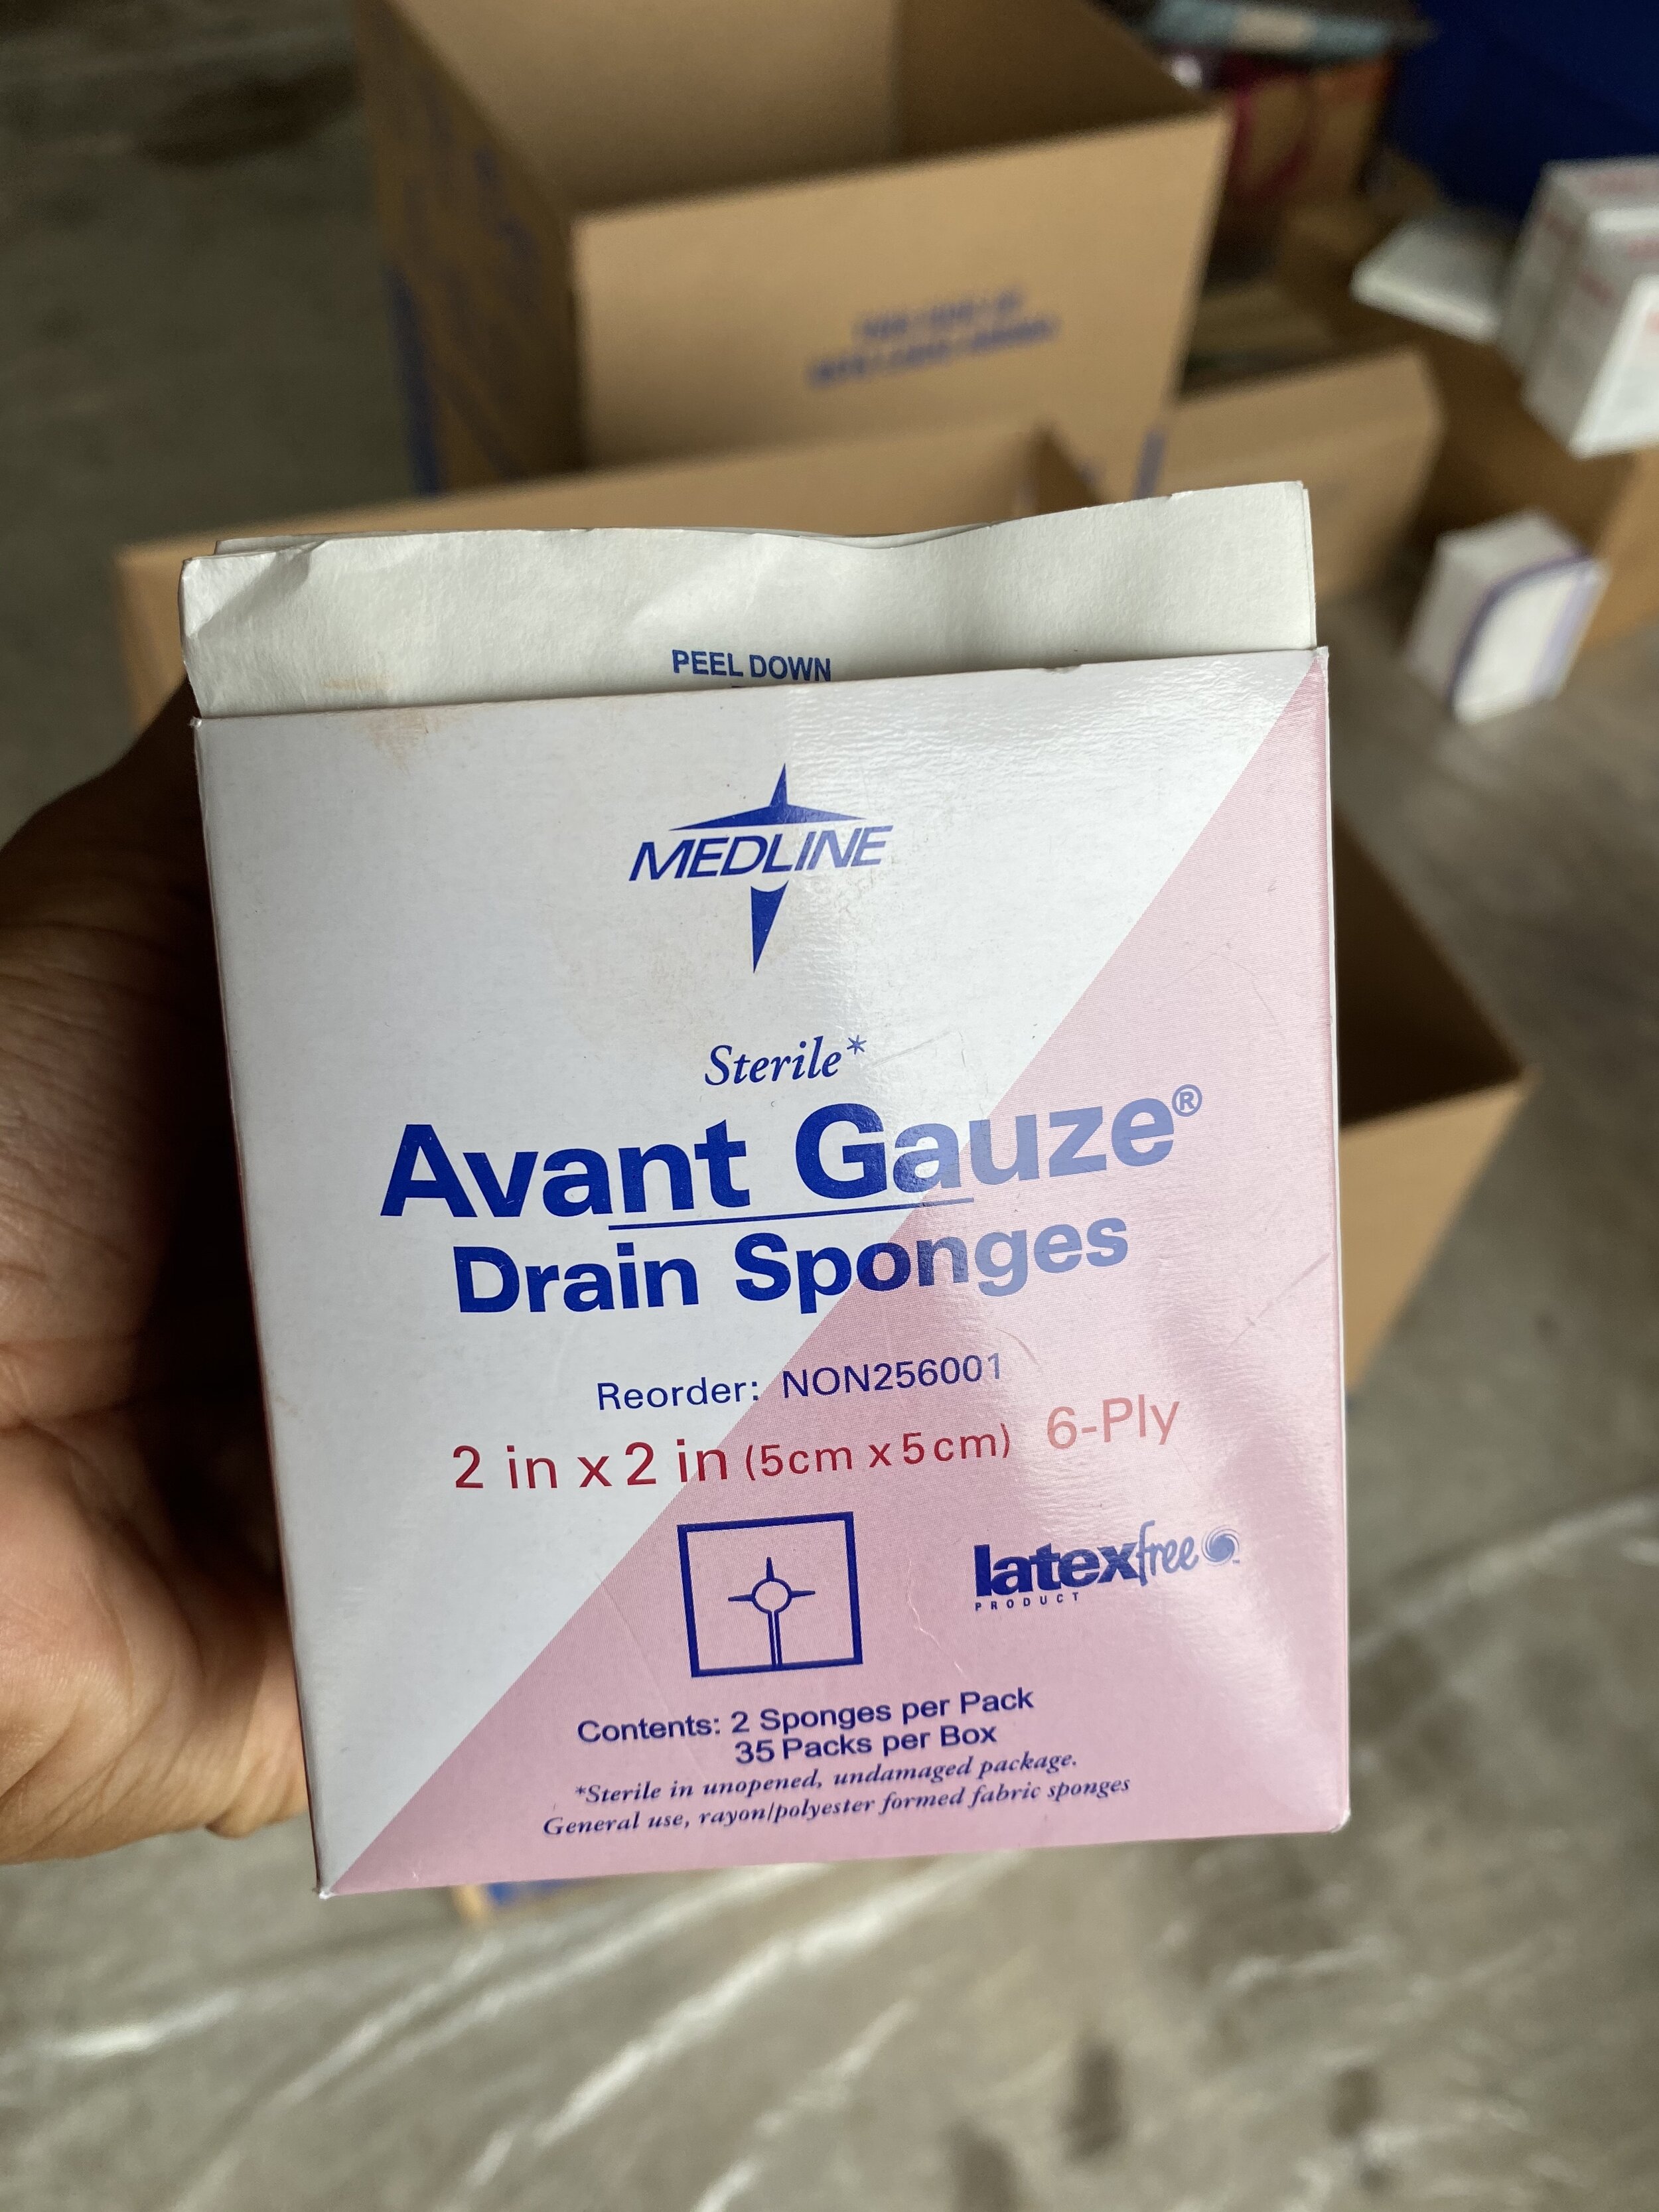 PEEL DOWN
MEDLINE
Sterile*
Avant Gauze®
Drain Sponges
Reorder: NON256001
2 in x 2 in (5cm x 5cm) 6-Ply
latexfree™
PRODUCT
Contents: 2 Sponges per Pack
35 Packs per Box
*Sterile in unopened, undamaged package.
General use, rayon/polyester formed fabric sponges